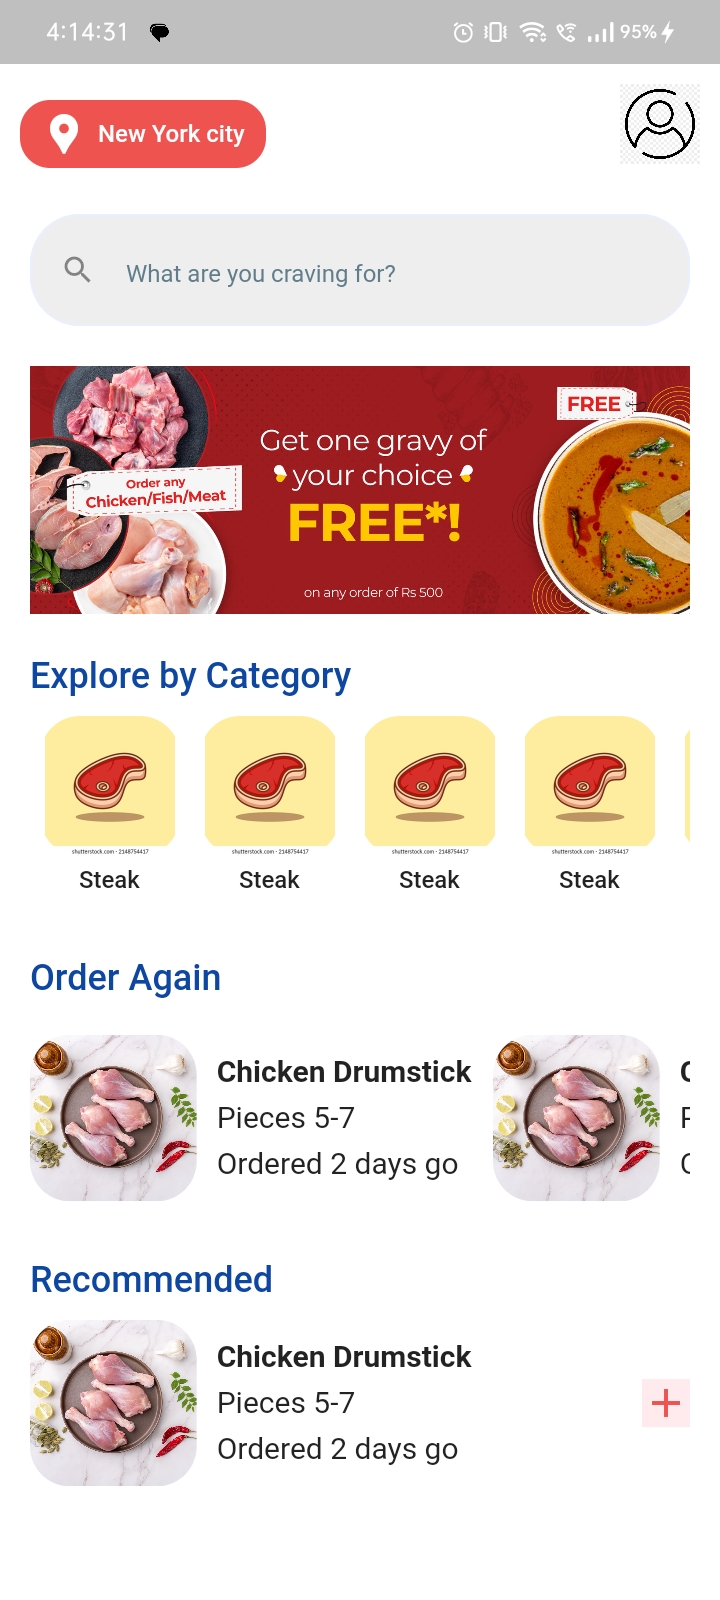 4:14:31
95%
New York city
What are you craving for?
Order any
Chicken/Fish/Meat
Get one gravy of
your choice
FREE*!
on any order of Rs 500
FREE
Explore by Category
shutterstock.com · 2148754417
shutterstock.com · 2148754417
shutterstock.com · 2148754417
shutterstock.com · 2148754417
Steak
Steak
Steak
Steak
Order Again
Chicken Drumstick
Pieces 5-7
Ordered 2 days go
Recommended
Chicken Drumstick
Pieces 5-7
Ordered 2 days go